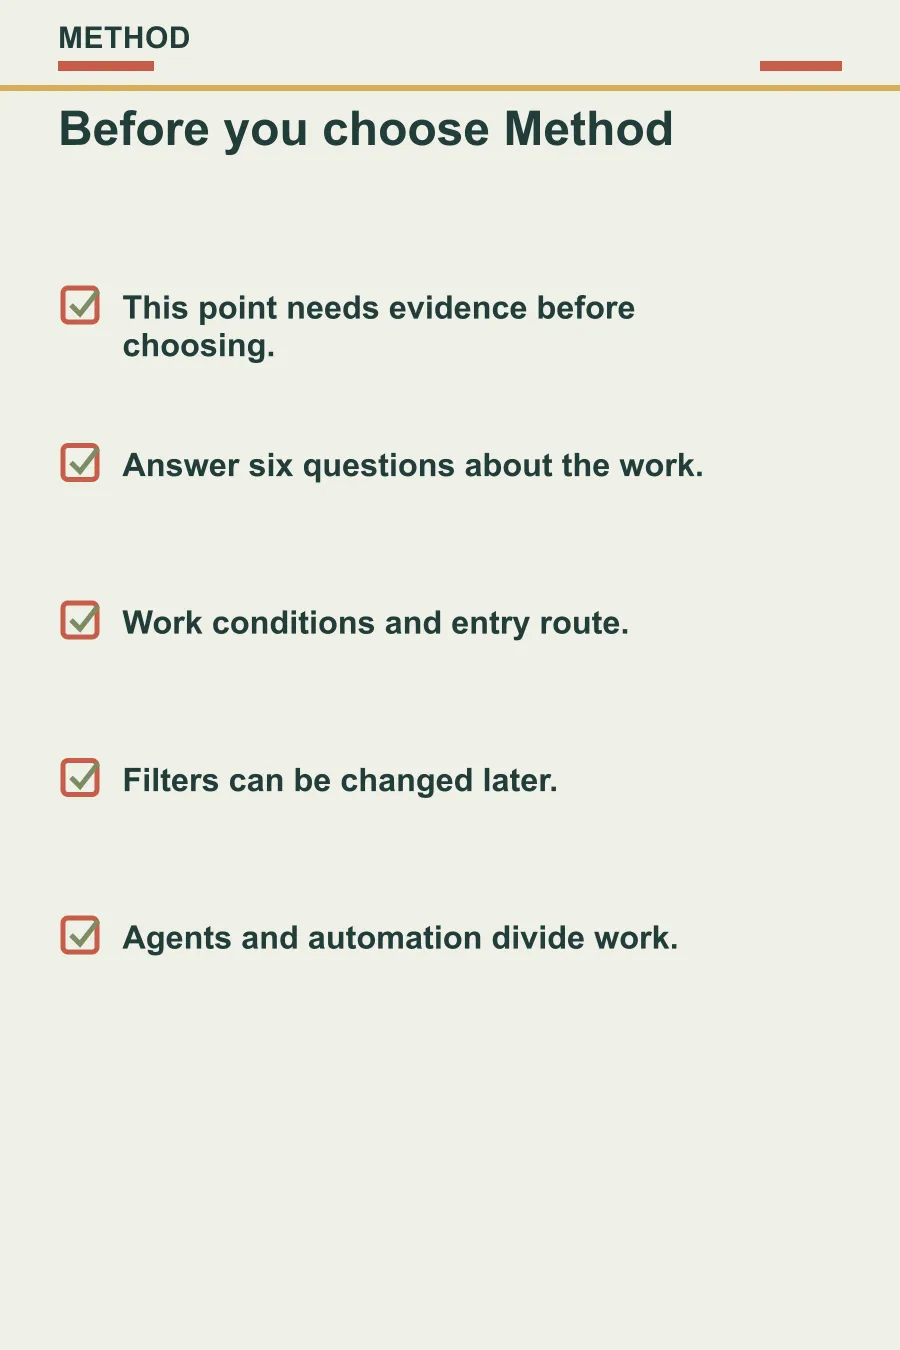 METHOD
Before you choose Method
This point needs evidence before
choosing.
Answer six questions about the work.
Work conditions and entry route.
Filters can be changed later.
Agents and automation divide work.